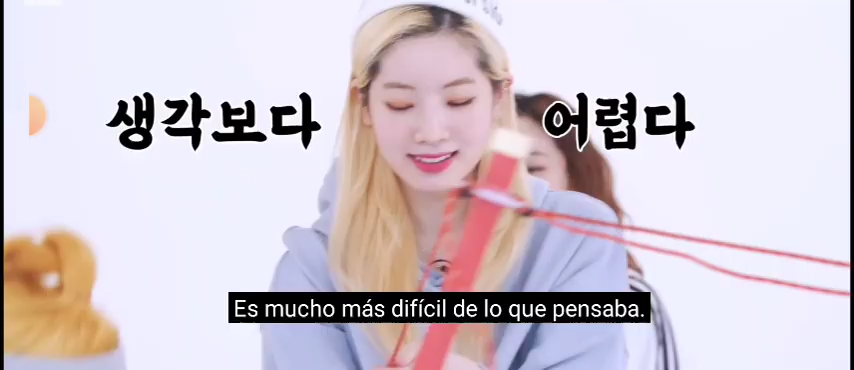 생각보다 어렵다
Es mucho más difícil de lo que pensaba.